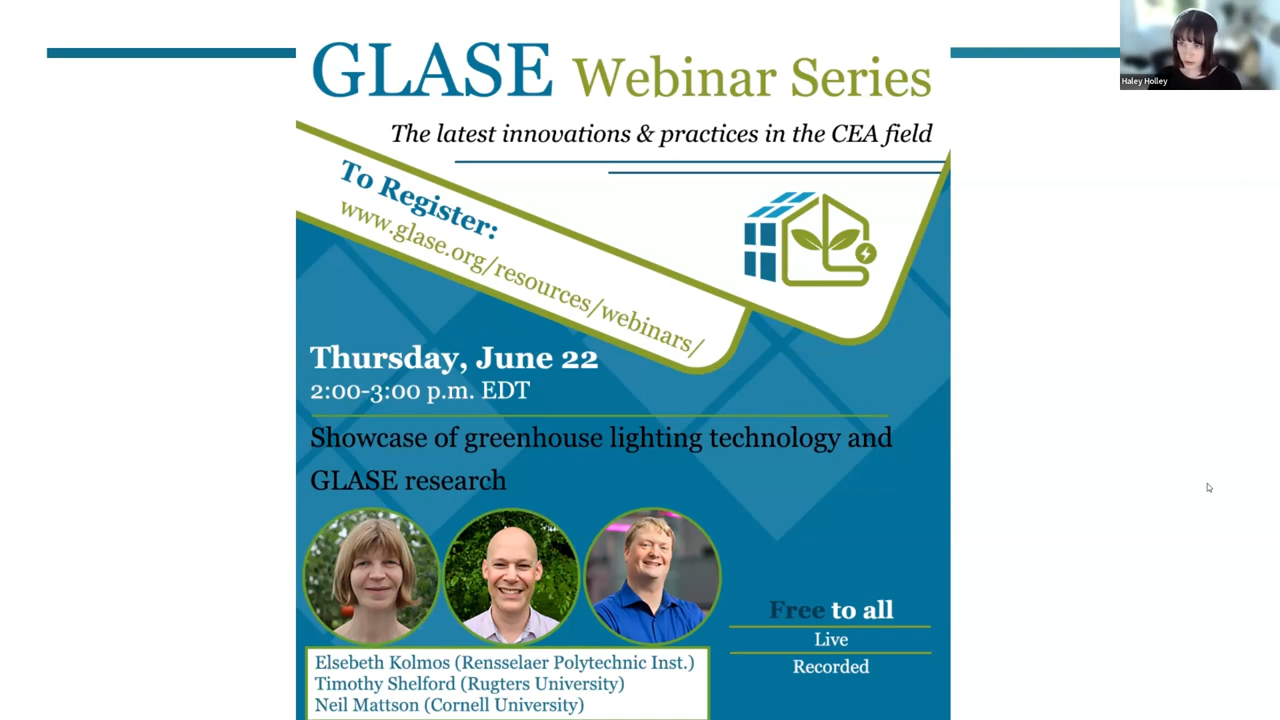 GLASE Webinar Series
Haley Holley
The latest innovations & practices in the CEA field
To Register:
www.glase.org/resources/webinars/
Thursday, June 22
2:00-3:00 p.m. EDT
Showcase of greenhouse lighting technology and
GLASE research
Free to all
Live
Recorded
Elsebeth Kolmos (Rensselaer Polytechnic Inst.)
Timothy Shelford (Rugters University)
Neil Mattson (Cornell University)